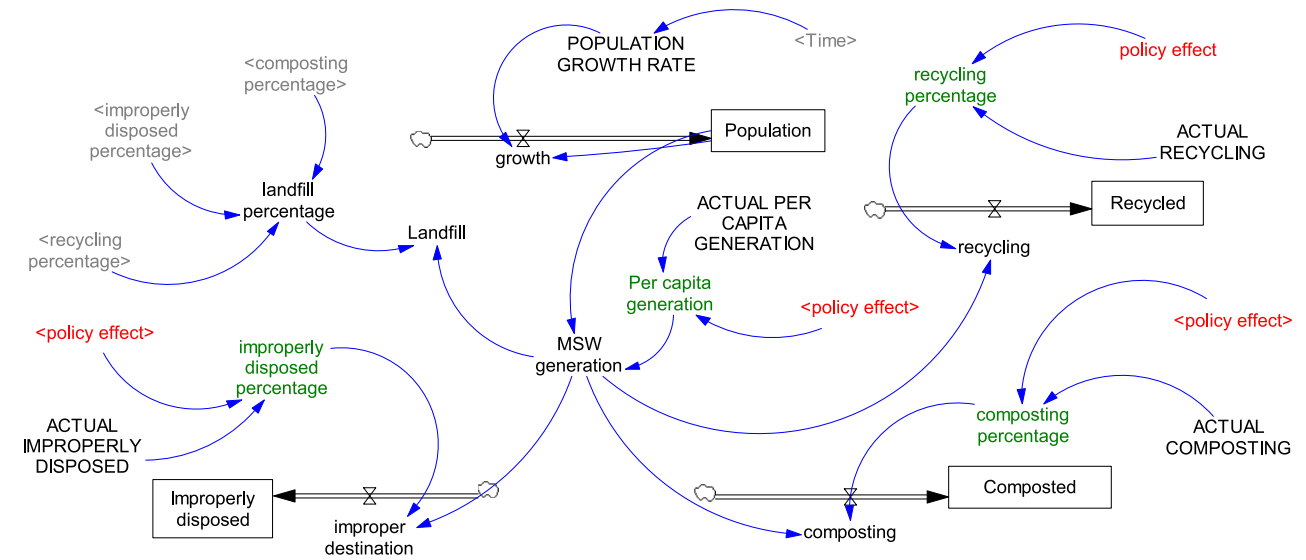 POPULATION
GROWTH RATE
<Time>
policy effect
<composting
percentage>
recycling
percentage
<improperly
disposed
percentage>
Population
growth
ACTUAL
RECYCLING
landfill
percentage
ACTUAL PER
CAPITA
GENERATION
Recycled
<recycling
percentage>
Landfill
recycling
Per capita
generation
<policy effect>
<policy effect>
<policy effect>
improperly
disposed
percentage
MSW
generation
ACTUAL
IMPROPERLY
DISPOSED
composting
percentage
ACTUAL
COMPOSTING
Improperly
disposed
improper
destination
Composted
composting